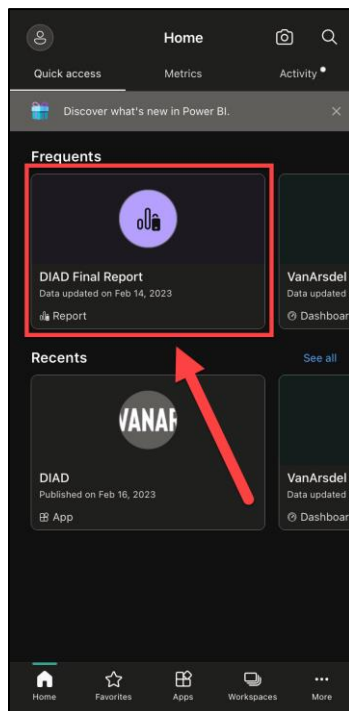 Home
Quick access
Metrics
Activity
Discover what's new in Power BI.
Frequents
DIAD Final Report
Data updated on Feb 14, 2023
Report
VanArsdel
Data updated
Dashboar
Recents
See all
VANAR
DIAD
Published on Feb 16, 2023
App
VanArsdel
Data updated
Dashboar
Home
Favorites
Apps
Workspaces
More